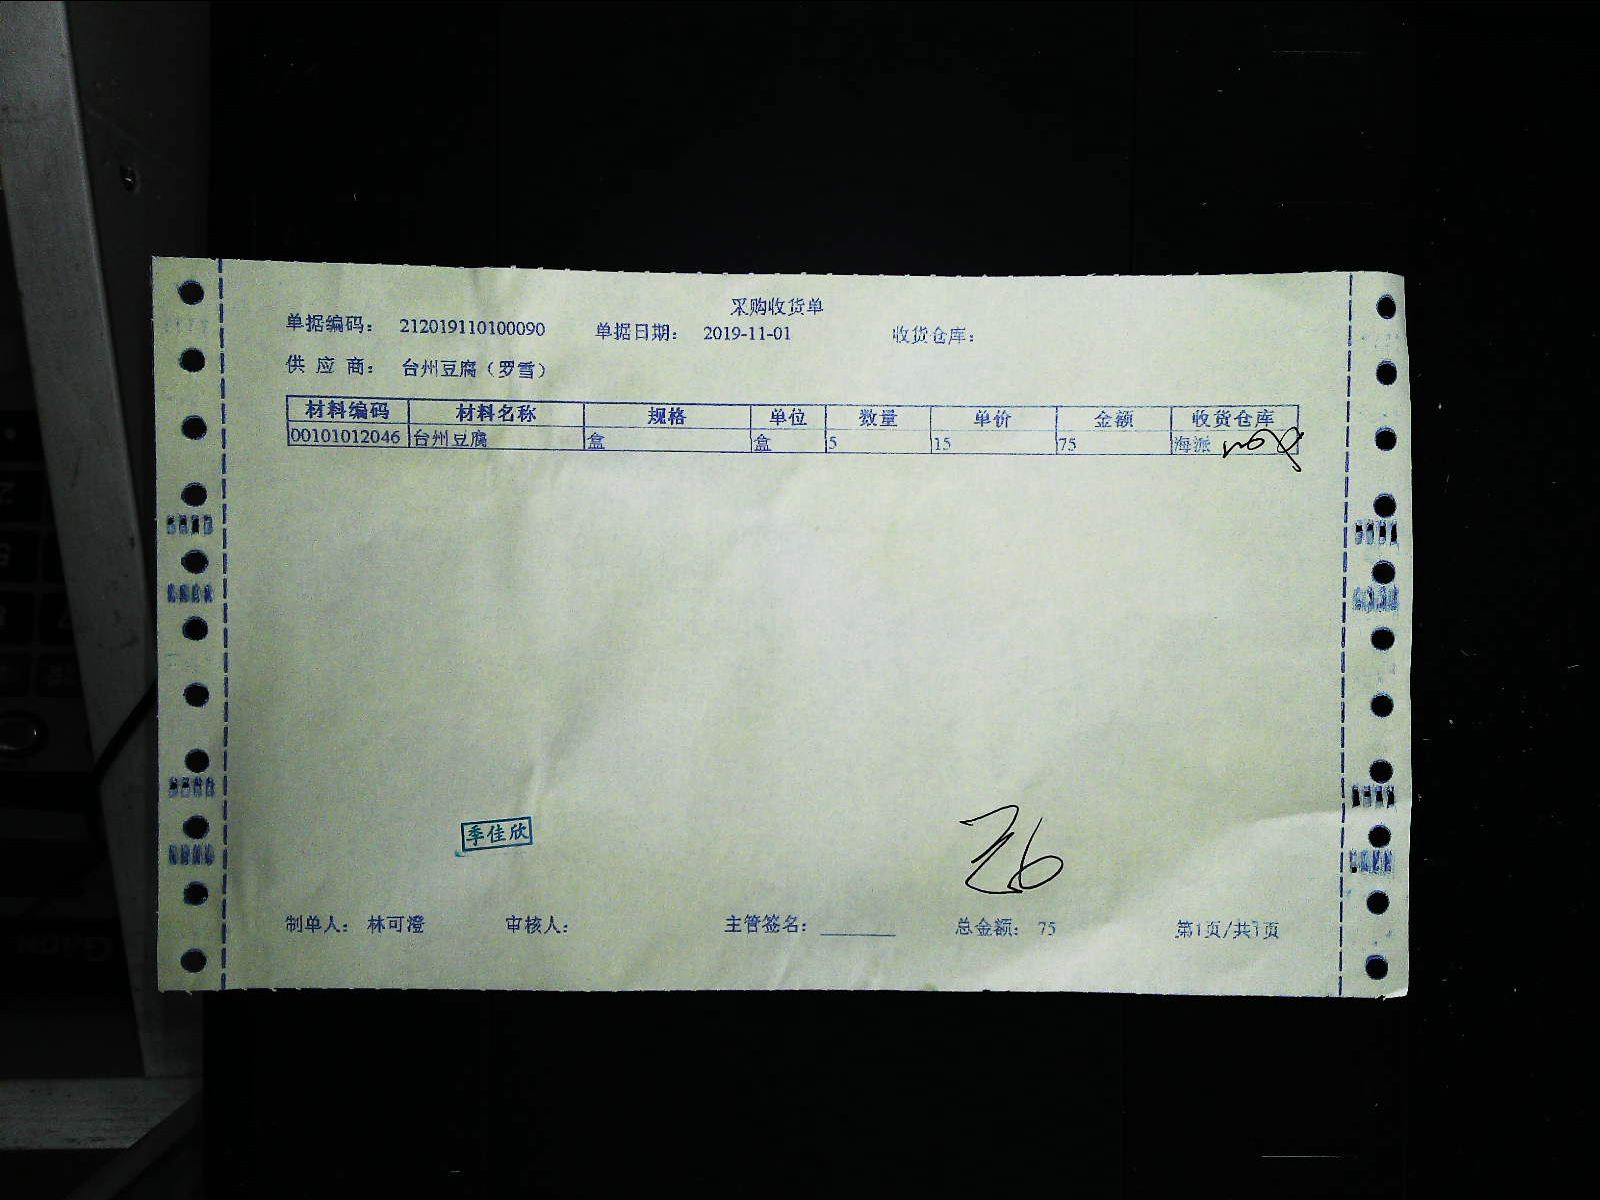 采购收货单
单据编码： 212019110100090 单据日期： 2019-11-01 收货仓库：
供 应 商： 台州豆腐（罗雪）
材料编码 材料名称 规格 单位 数量 单价 金额 收货仓库
00101012046 台州豆腐 盒 盒 5 15 75 海派
季佳欣
制单人： 林可澄 审核人： 主管签名：________ 总金额： 75 第1页/共1页